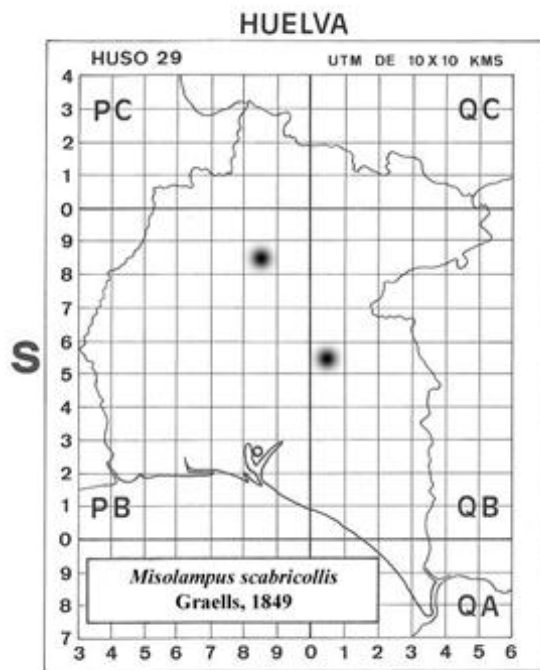 HUELVA
HUSO 29 UTM DE 10 X 10 KMS
4
PC QC
3
2
1
0
9
8
7
6
S
5
4
3
2
1
PB QB
0
9
Misolampus scabricollis
Graells, 1849
8
QA
7
3 4 5 6 7 8 9 0 1 2 3 4 5 6